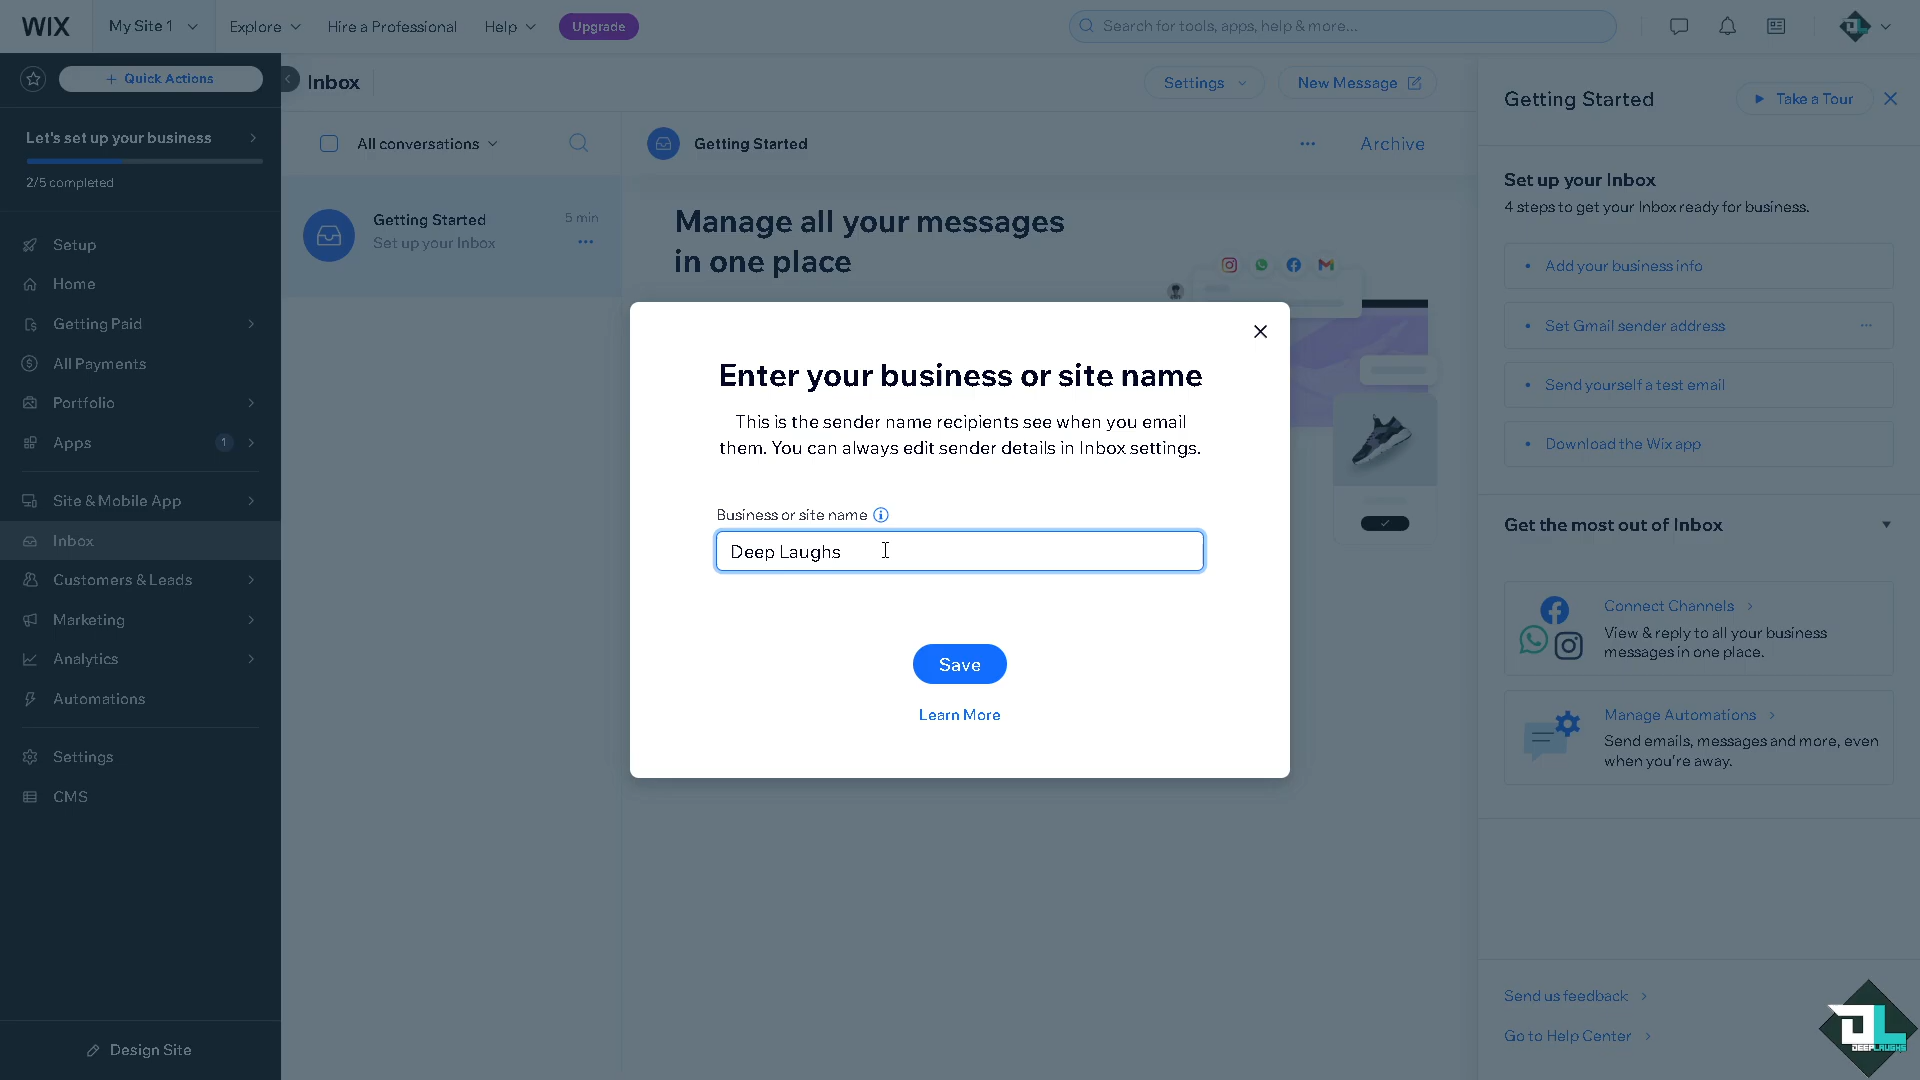 WIX
My Site 1
Explore
Hire a Professional
Help
Upgrade
Search for tools, apps, help & more...
Quick Actions
Let's set up your business
2/5 completed
Setup
Home
Getting Paid
All Payments
Portfolio
Apps
1
Site & Mobile App
Inbox
Customers & Leads
Marketing
Analytics
Automations
Settings
CMS
Design Site
Inbox
Settings
New Message
All conversations
Getting Started
5 min
Set up your Inbox
Getting Started
Archive
Manage all your messages
in one place
Enter your business or site name
This is the sender name recipients see when you email
them. You can always edit sender details in Inbox settings.
Business or site name
Deep Laughs
Save
Learn More
Getting Started
Take a Tour
Set up your Inbox
4 steps to get your Inbox ready for business.
Add your business info
Set Gmail sender address
Send yourself a test email
Download the Wix app
Get the most out of Inbox
Connect Channels
View & reply to all your business
messages in one place.
Manage Automations
Send emails, messages and more, even
when you're away.
Send us feedback
Go to Help Center
DL
DEEPLAUGHS